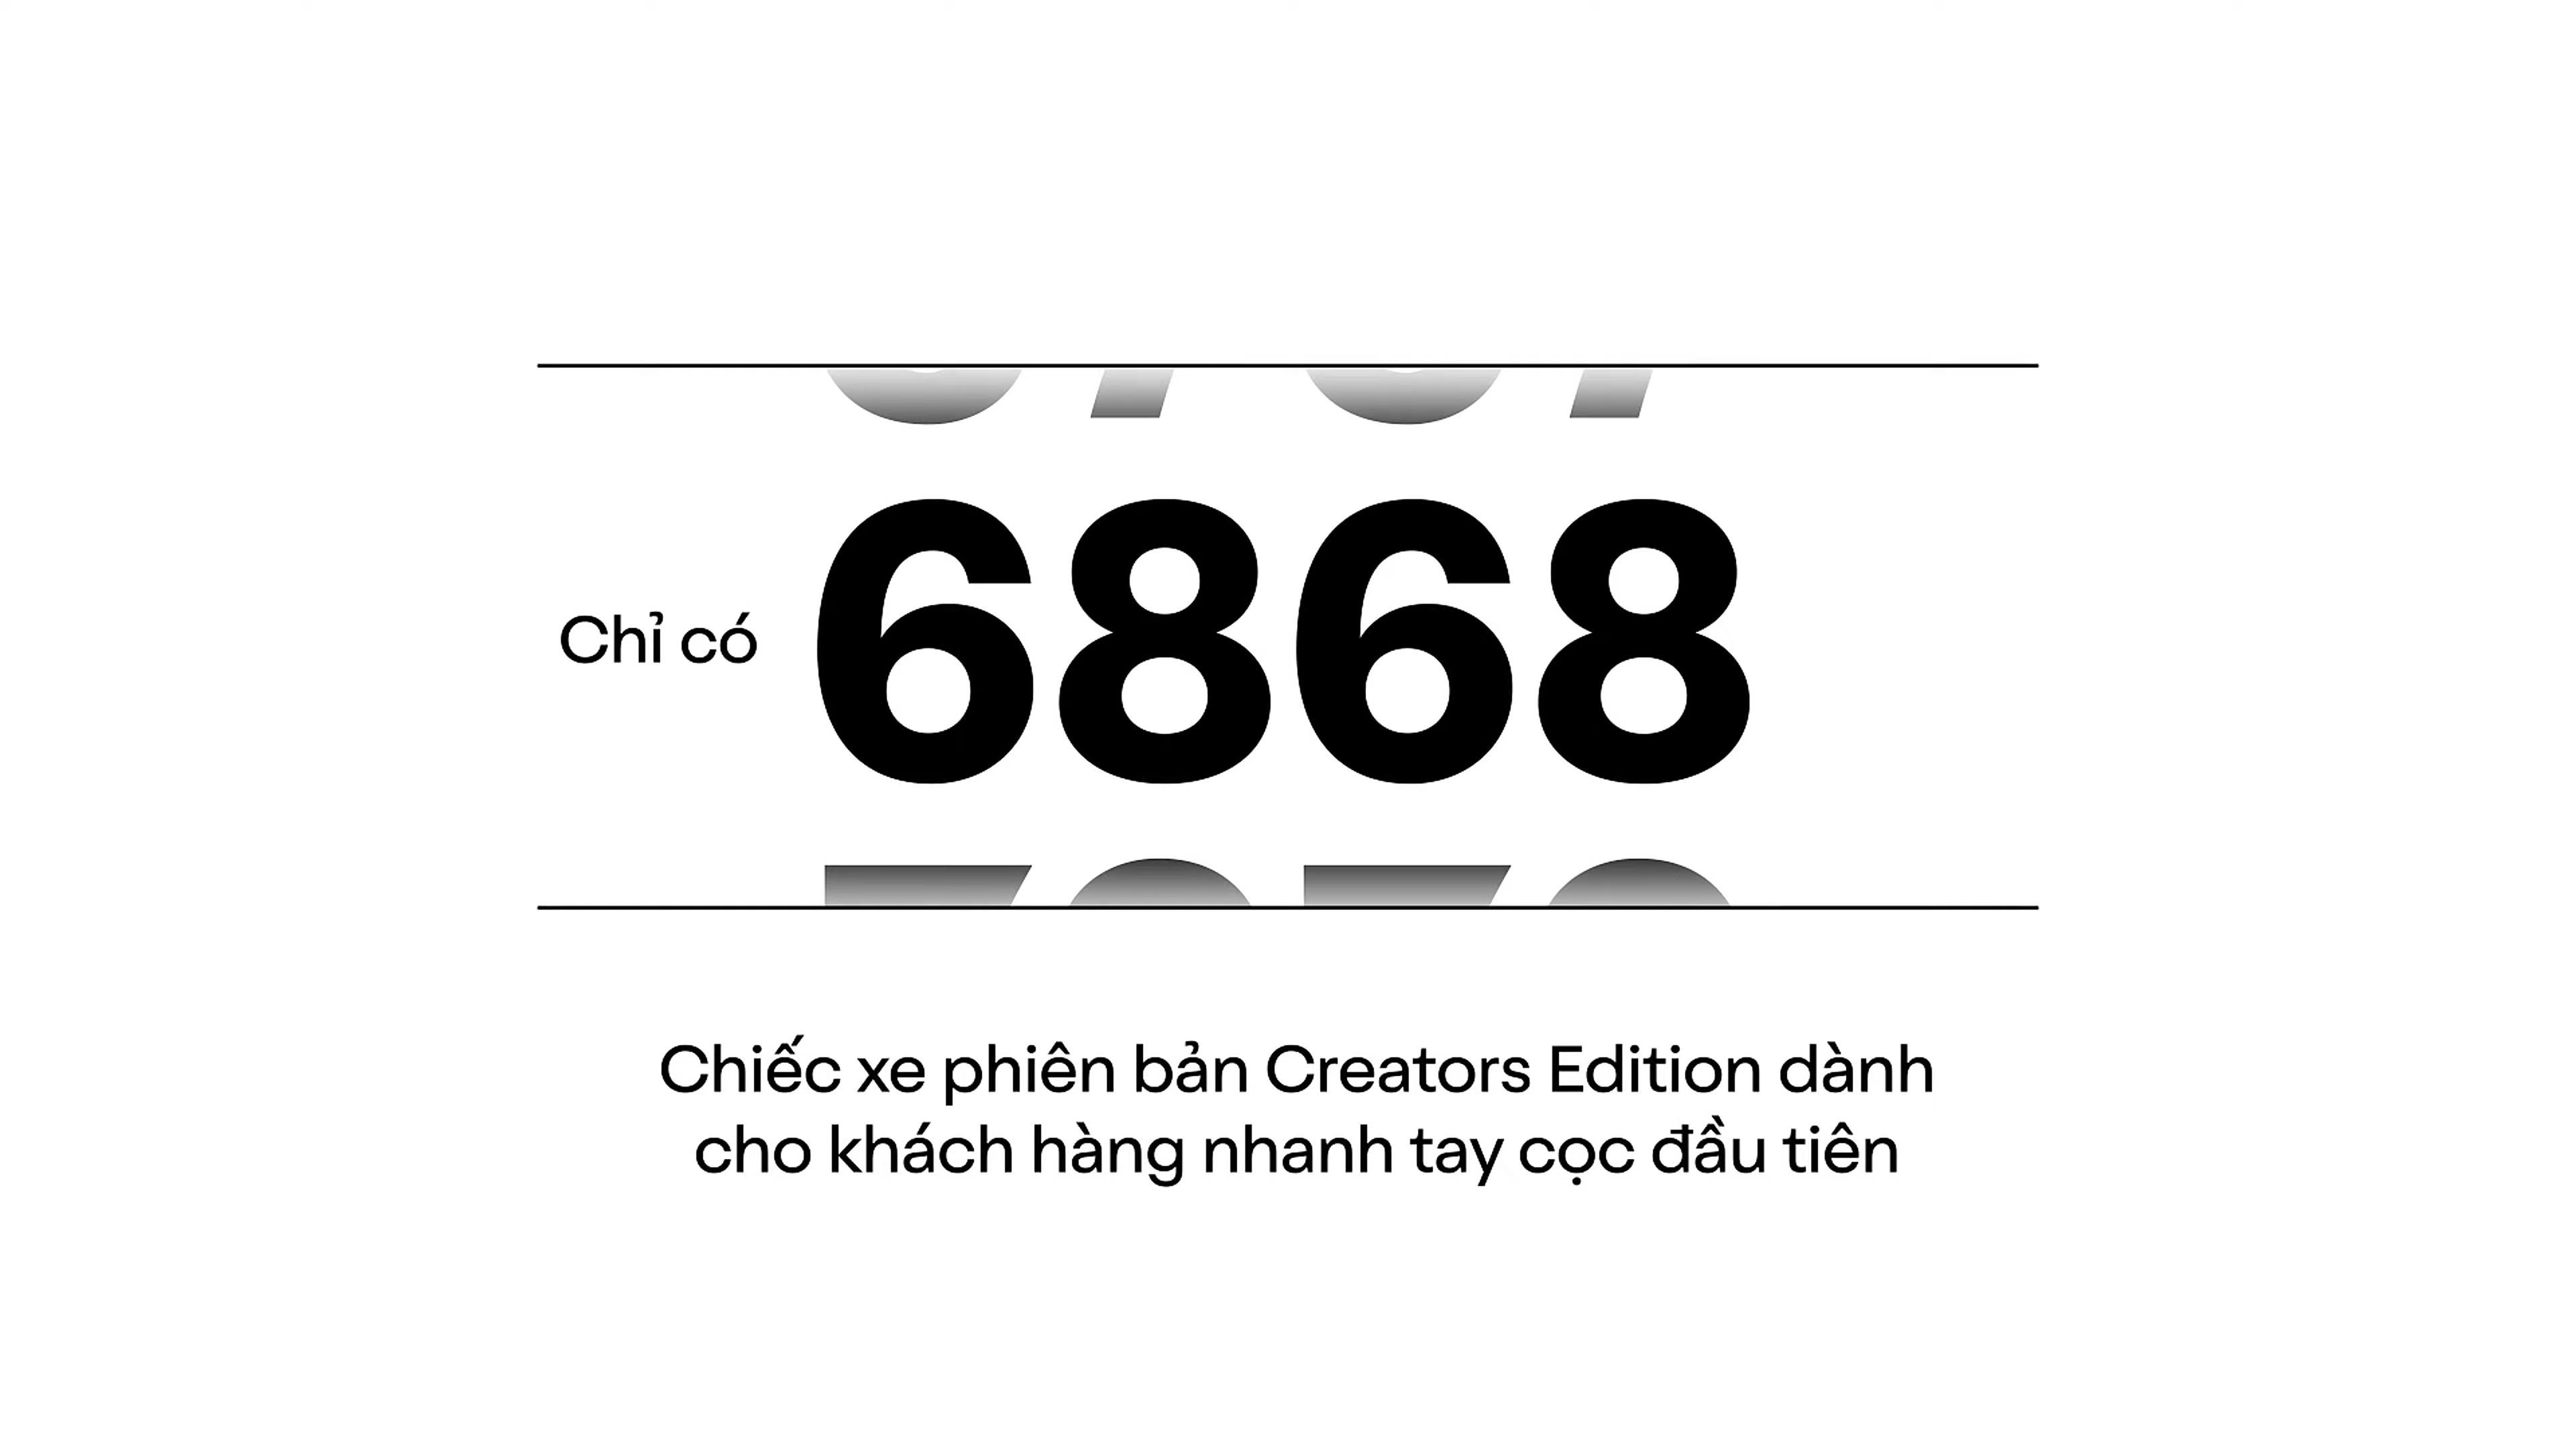 Chỉ có 6868
Chiếc xe phiên bản Creators Edition dành
cho khách hàng nhanh tay cọc đầu tiên